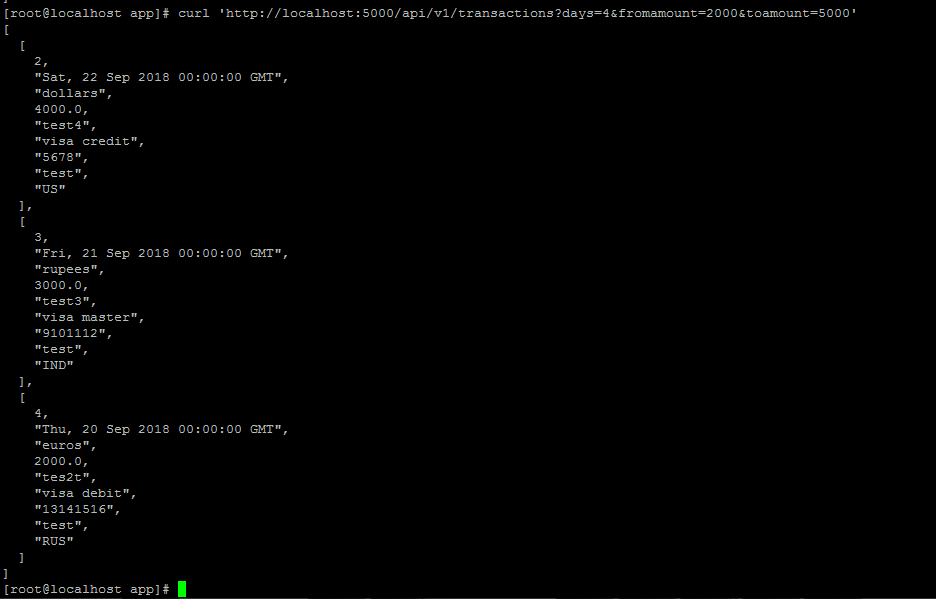 ]
[root@localhost app]# curl 'http://localhost:5000/api/v1/transactions?days=4&fromamount=2000&toamount=5000'
[
  [
    2,
    "Sat, 22 Sep 2018 00:00:00 GMT",
    "dollars",
    4000.0,
    "test4",
    "visa credit",
    "5678",
    "test",
    "US"
  ],
  [
    3,
    "Fri, 21 Sep 2018 00:00:00 GMT",
    "rupees",
    3000.0,
    "test3",
    "visa master",
    "9101112",
    "test",
    "IND"
  ],
  [
    4,
    "Thu, 20 Sep 2018 00:00:00 GMT",
    "euros",
    2000.0,
    "tes2t",
    "visa debit",
    "13141516",
    "test",
    "RUS"
  ]
]
[root@localhost app]#